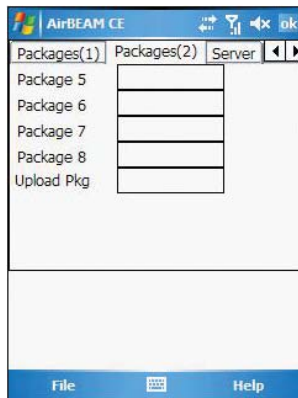 AirBEAM CE ok
Packages(1) Packages(2) Server
Package 5
Package 6
Package 7
Package 8
Upload Pkg
File Help